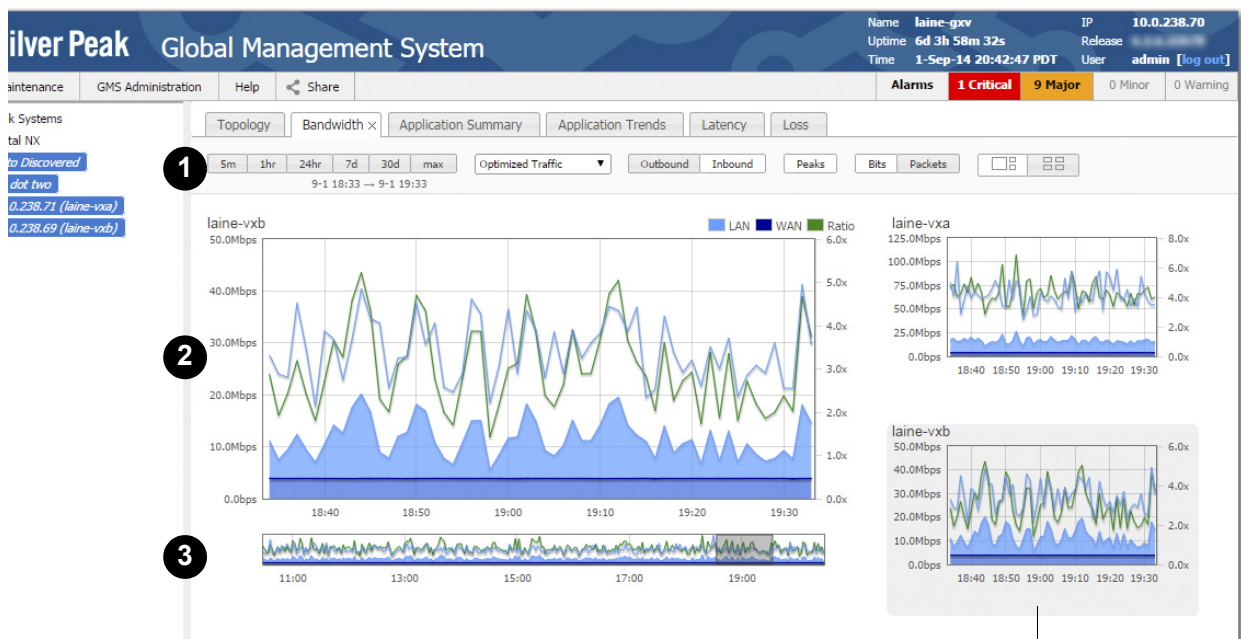 ilver Peak Global Management System
Name laine-gxv IP 10.0.238.70
Uptime 6d 3h 58m 32s Release
Time 1-Sep-14 20:42:47 PDT User admin [log out]
aintenance GMS Administration Help Share Alarms 1 Critical 9 Major 0 Minor 0 Warning
k Systems
tal NX
to Discovered
dot two
0.238.71 (laine-vxa)
0.238.69 (laine-vxb)
Topology Bandwidth × Application Summary Application Trends Latency Loss
1 5m 1hr 24hr 7d 30d max Optimized Traffic ▼ Outbound Inbound Peaks Bits Packets
9-1 18:33 → 9-1 19:33
laine-vxb LAN WAN Ratio
50.0Mbps 6.0x
5.0x
40.0Mbps
4.0x
30.0Mbps
2
3.0x
20.0Mbps
2.0x
10.0Mbps
1.0x
0.0bps 0.0x
18:40 18:50 19:00 19:10 19:20 19:30
3
11:00 13:00 15:00 17:00 19:00
laine-vxa
125.0Mbps 8.0x
100.0Mbps
6.0x
75.0Mbps
4.0x
50.0Mbps
25.0Mbps 2.0x
0.0bps 0.0x
18:40 18:50 19:00 19:10 19:20 19:30
laine-vxb
50.0Mbps 6.0x
40.0Mbps
4.0x
30.0Mbps
20.0Mbps 2.0x
10.0Mbps
0.0bps 0.0x
18:40 18:50 19:00 19:10 19:20 19:30